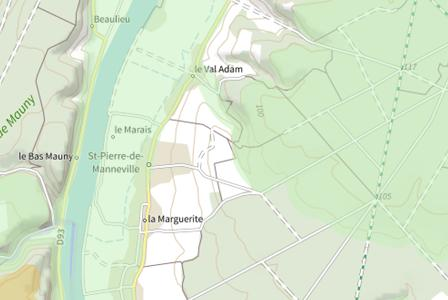 Beaulieu
le Val Adam
117
de Mauny
100
le Marais
le Bas Mauny
St-Pierre-de-
Manneville
105
la Marguerite
D93